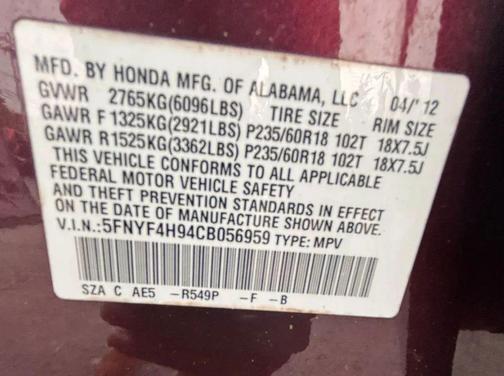 MFD. BY HONDA MFG. OF ALABAMA, LLC 04/'12
GVWR 2765KG(6096LBS) TIRE SIZE RIM SIZE
GAWR F 1325KG(2921LBS) P235/60R18 102T 18X7.5J
GAWR R1525KG(3362LBS) P235/60R18 102T 18X7.5J
THIS VEHICLE CONFORMS TO ALL APPLICABLE
FEDERAL MOTOR VEHICLE SAFETY
AND THEFT PREVENTION STANDARDS IN EFFECT
ON THE DATE OF MANUFACTURE SHOWN ABOVE.
V.I.N.:5FNYF4H94CB056959 TYPE: MPV
SZA C AE5 -R549P -F -B